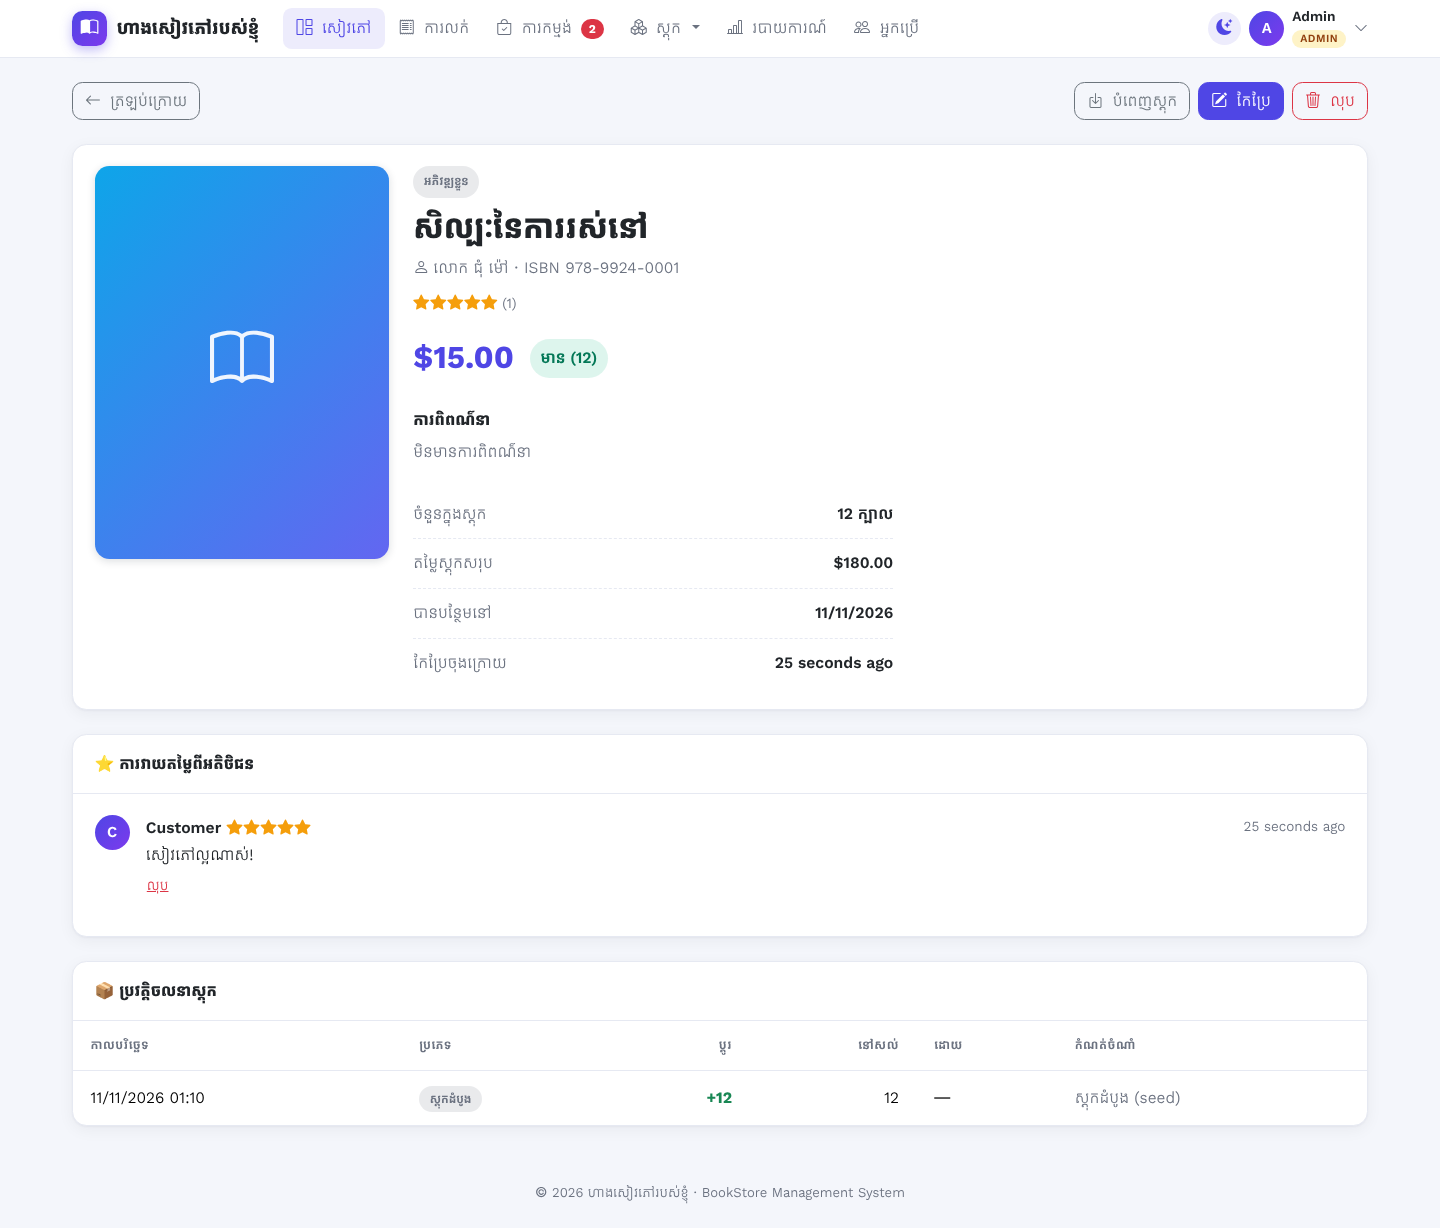 ហាងសៀវភៅរបស់ខ្ញុំ
សៀវភៅ
ការលក់
ការកម្មង់ 2
ស្តុក
របាយការណ៍
អ្នកប្រើ
A
Admin
ADMIN
ត្រឡប់ក្រោយ
បំពេញស្តុក
កែប្រែ
លុប
អភិវឌ្ឍខ្លួន
សិល្បៈនៃការរស់នៅ
លោក ជុំ ម៉ៅ · ISBN 978-9924-0001
(1)
$15.00 មាន (12)
ការពិពណ៌នា
មិនមានការពិពណ៌នា
ចំនួនក្នុងស្តុក 12 ក្បាល
តម្លៃស្តុកសរុប $180.00
បានបន្ថែមនៅ 11/11/2026
កែប្រែចុងក្រោយ 25 seconds ago
⭐ ការវាយតម្លៃពីអតិថិជន
C Customer 25 seconds ago
សៀវភៅល្អណាស់!
លុប
📦 ប្រវត្តិចលនាស្តុក
កាលបរិច្ឆេទ ប្រភេទ ប្តូរ នៅសល់ ដោយ កំណត់ចំណាំ
11/11/2026 01:10 ស្តុកដំបូង +12 12 — ស្តុកដំបូង (seed)
© 2026 ហាងសៀវភៅរបស់ខ្ញុំ · BookStore Management System